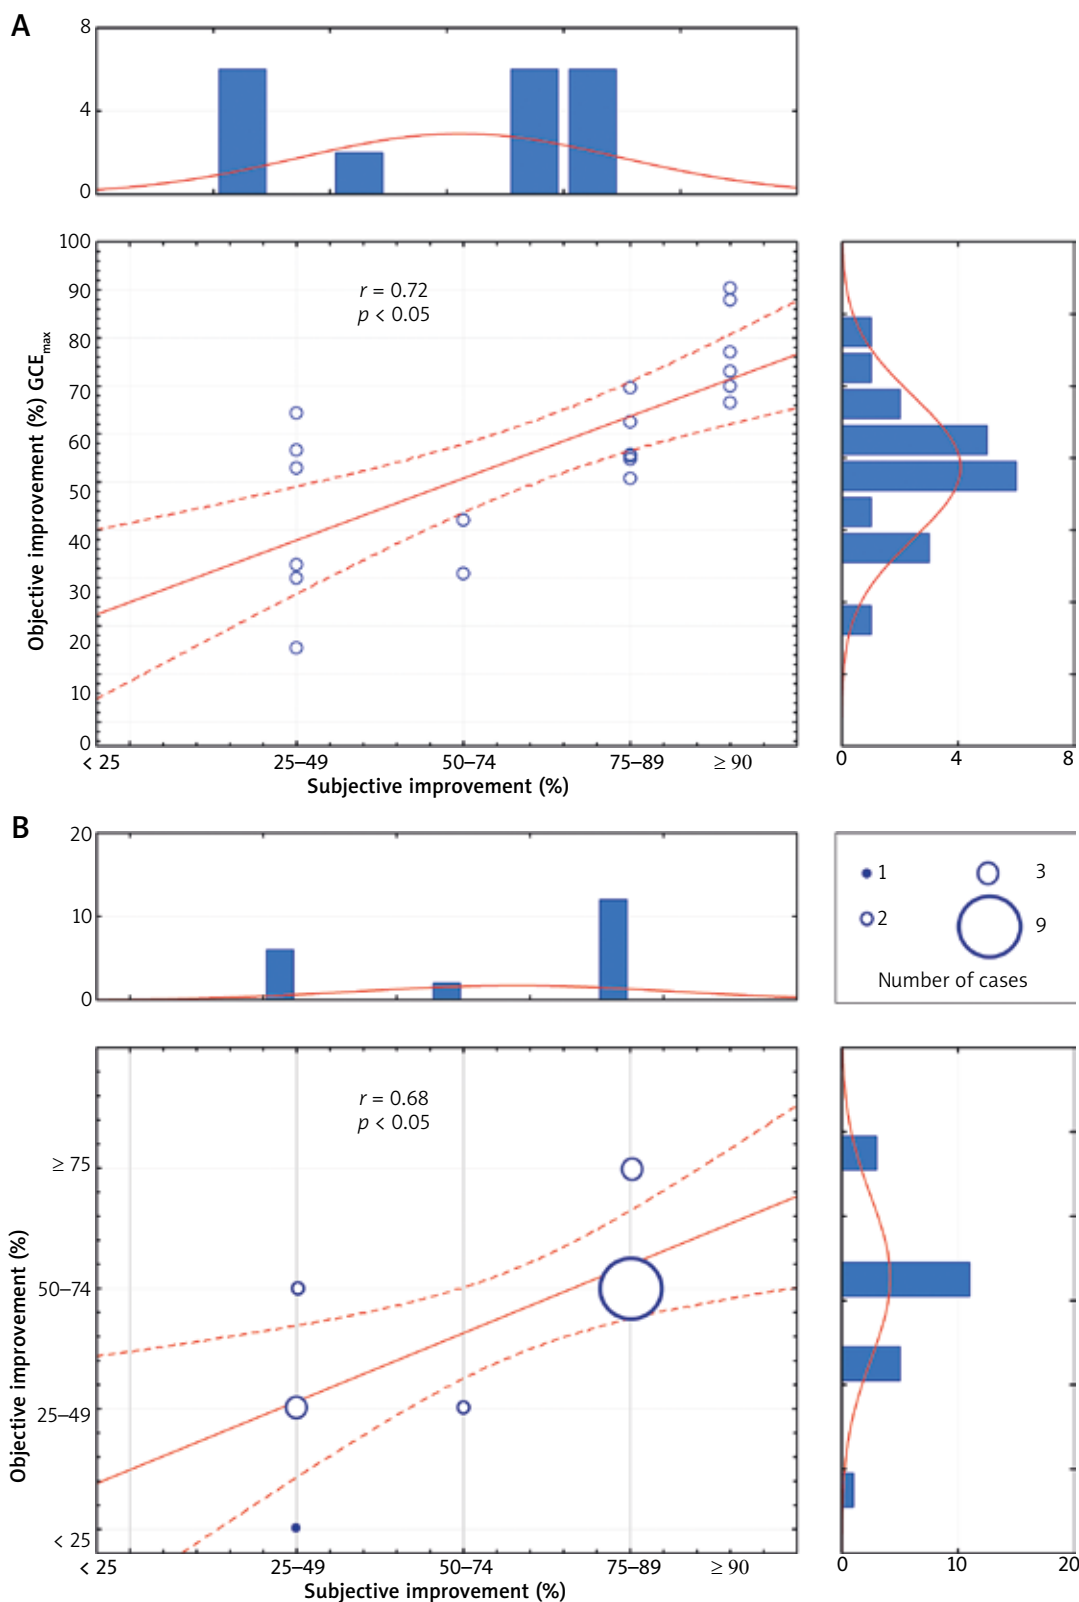 A
8
4
0
100
90
80
70
60
50
40
30
20
10
0
Objective improvement (%) GCEmax
r = 0.72
p < 0.05
< 25 25–49 50–74 75–89 ≥ 90
Subjective improvement (%)
0 4 8
B
20
10
0
1 3
2 9
Number of cases
r = 0.68
p < 0.05
≥ 75
50–74
25–49
< 25
Objective improvement (%)
< 25 25–49 50–74 75–89 ≥ 90
Subjective improvement (%)
0 10 20